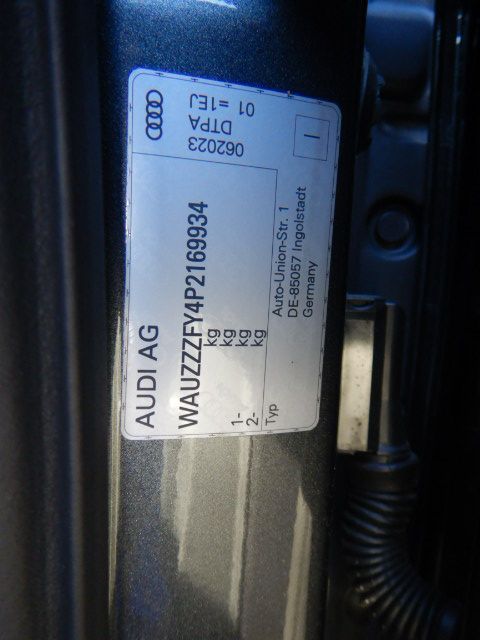 AUDI AG
WAUZZZFY4P2169934
kg
kg
1- kg
2- kg
Typ
062023
DTPA
01 =1EJ
I
Auto-Union-Str. 1
DE-85057 Ingolstadt
Germany